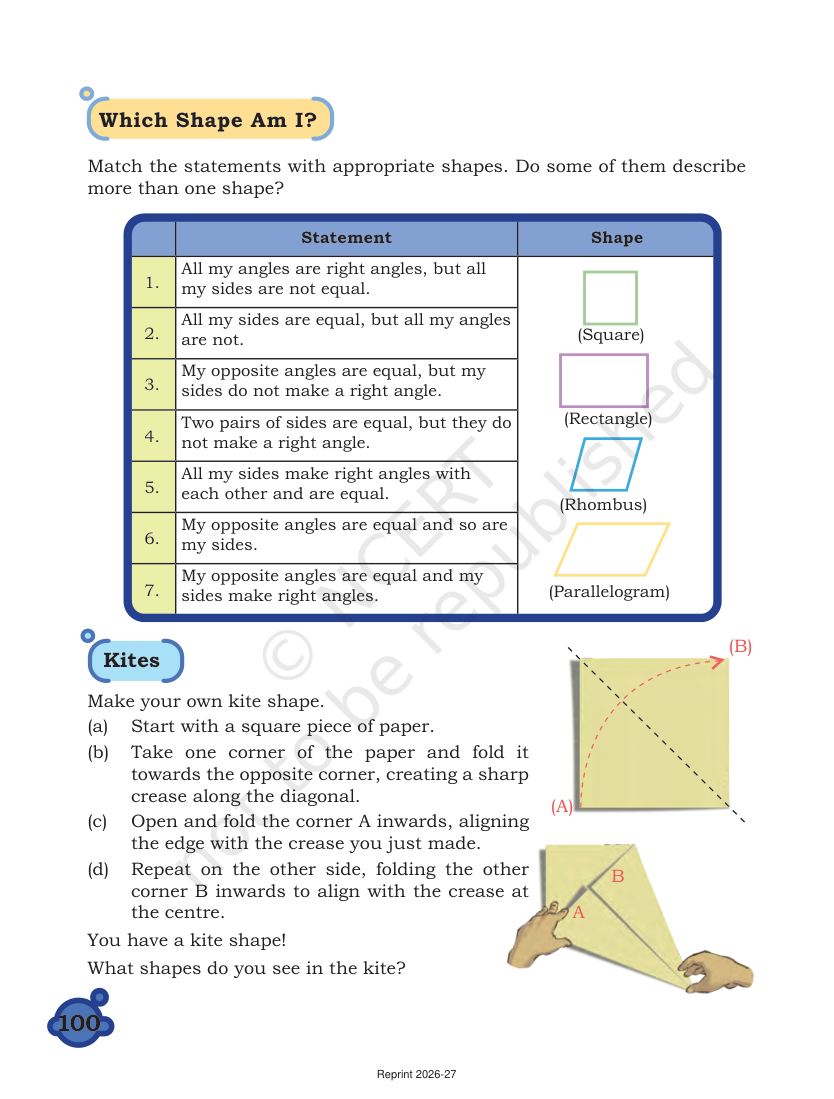 Which Shape Am I?
Match the statements with appropriate shapes. Do some of them describe
more than one shape?
Statement
Shape
1.
All my angles are right angles, but all
my sides are not equal.
2.
All my sides are equal, but all my angles
are not.
3.
My opposite angles are equal, but my
sides do not make a right angle.
4.
Two pairs of sides are equal, but they do
not make a right angle.
5.
All my sides make right angles with
each other and are equal.
6.
My opposite angles are equal and so are
my sides.
7.
My opposite angles are equal and my
sides make right angles.
(Square)
(Rectangle)
(Rhombus)
(Parallelogram)
© NCERT
not to be republished
Kites
Make your own kite shape.
(a) Start with a square piece of paper.
(b) Take one corner of the paper and fold it
towards the opposite corner, creating a sharp
crease along the diagonal.
(c) Open and fold the corner A inwards, aligning
the edge with the crease you just made.
(d) Repeat on the other side, folding the other
corner B inwards to align with the crease at
the centre.
You have a kite shape!
What shapes do you see in the kite?
(B)
(A)
B
A
100
Reprint 2026-27